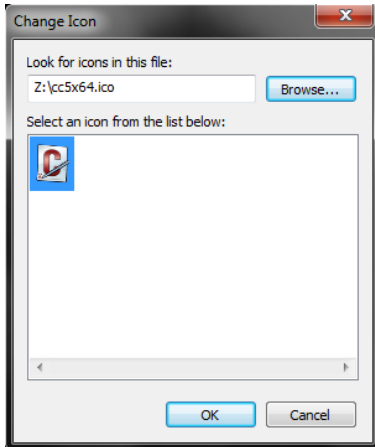 Change Icon
Look for icons in this file:
Z:\cc5x64.ico
Browse...
Select an icon from the list below:
C
OK
Cancel